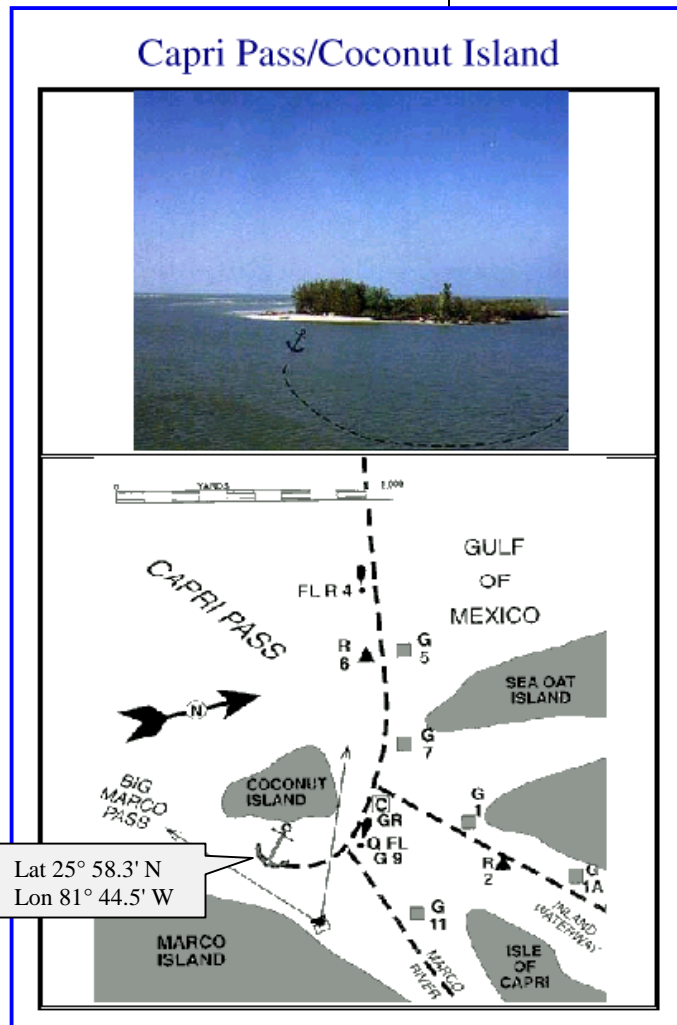 Capri Pass/Coconut Island
0 YARDS 2,000
CAPRI PASS
FL R 4
GULF
OF
MEXICO
R
6
G
5
SEA OAT
ISLAND
N
G
7
BIG
MARCO
PASS
COCONUT
ISLAND
C
GR
G
1
Q FL
G 9
R
2
G
1A
Lat 25° 58.3' N
Lon 81° 44.5' W
G
11
INLAND
WATERWAY
MARCO
ISLAND
MARCO
RIVER
ISLE
OF
CAPRI